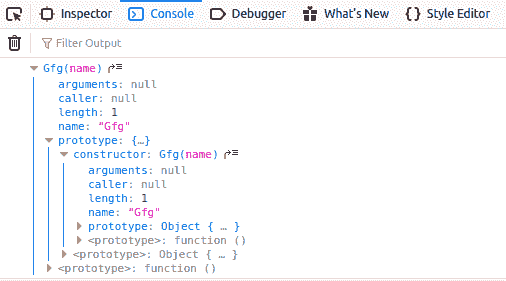 Inspector Console Debugger What's New Style Editor
Filter Output
Gfg(name)
arguments: null
caller: null
length: 1
name: “Gfg"
prototype: {…}
constructor: Gfg(name)
arguments: null
caller: null
length: 1
name: “Gfg"
prototype: Object { … }
<prototype>: function ()
<prototype>: Object { … }
<prototype>: function ()